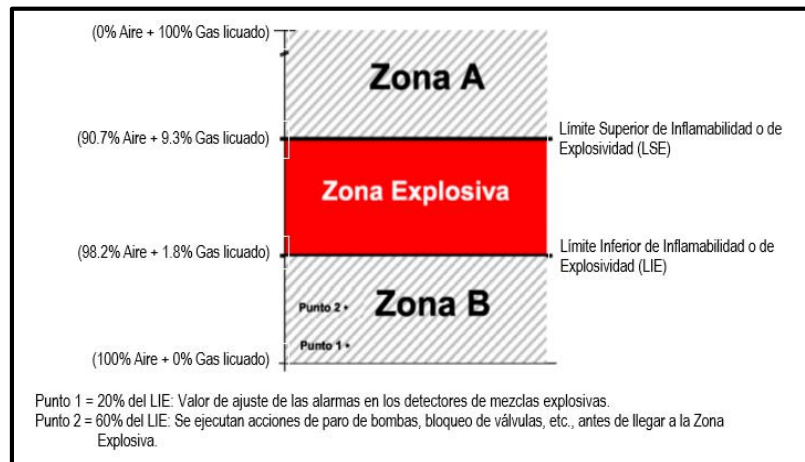 (0% Aire + 100% Gas licuado)
Zona A
(90.7% Aire + 9.3% Gas licuado)
Límite Superior de Inflamabilidad o de
Explosividad (LSE)
Zona Explosiva
(98.2% Aire + 1.8% Gas licuado)
Límite Inferior de Inflamabilidad o de
Explosividad (LIE)
Punto 2
Zona B
Punto 1
(100% Aire + 0% Gas licuado)
Punto 1 = 20% del LIE: Valor de ajuste de las alarmas en los detectores de mezclas explosivas.
Punto 2 = 60% del LIE: Se ejecutan acciones de paro de bombas, bloqueo de válvulas, etc., antes de llegar a la Zona
Explosiva.